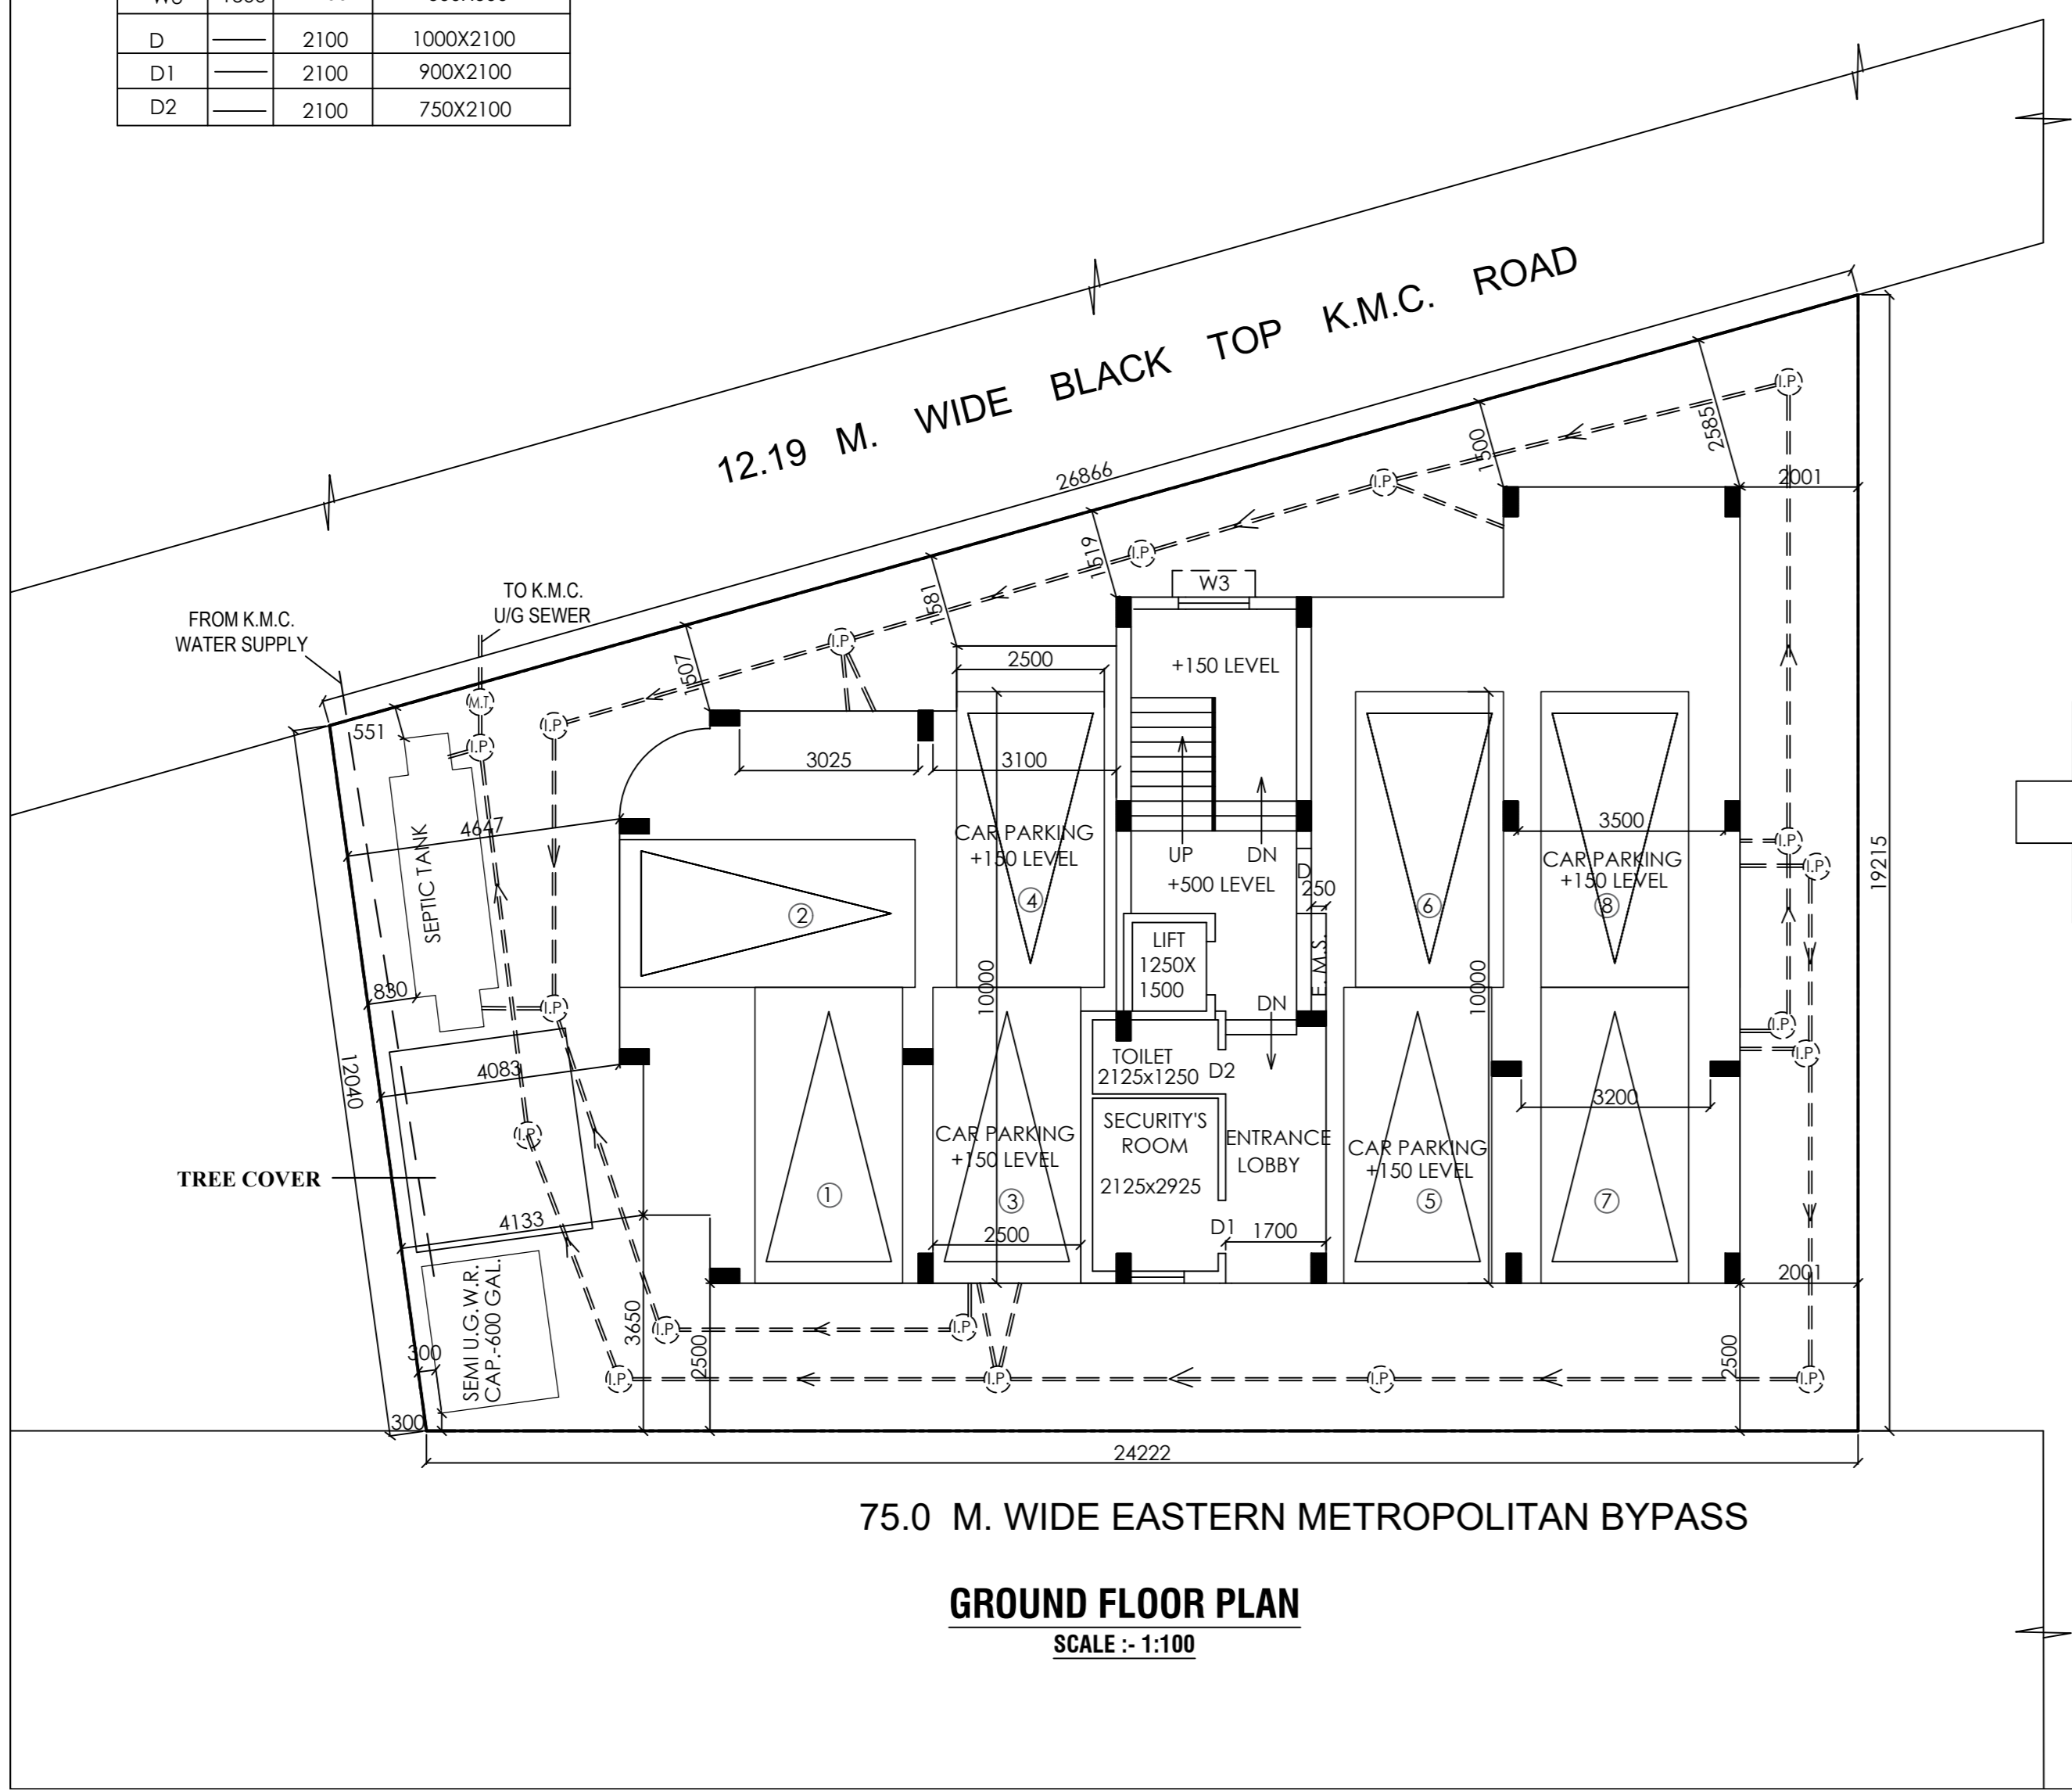 D 2100 1000X2100
D1 2100 900X2100
D2 2100 750X2100
12.19 M. WIDE BLACK TOP K.M.C. ROAD
26866
1500
2585
2001
FROM K.M.C.
WATER SUPPLY
TO K.M.C.
U/G SEWER
1507
1581
1519
W3
I.P.
I.P.
I.P.
I.P.
M.T.
I.P.
I.P.
551
2500
+150 LEVEL
3025
3100
SEPTIC TANK
4647
CAR PARKING
+150 LEVEL
④
②
UP
DN
+500 LEVEL
D
250
3500
CAR PARKING
+150 LEVEL
⑥
⑧
I.P.
I.P.
19215
LIFT
1250X
1500
E.M.S.
10000
10000
DN
830
I.P.
I.P.
I.P.
12040
4083
TOILET
2125x1250
D2
3200
I.P.
TREE COVER
SECURITY'S
ROOM
2125x2925
ENTRANCE
LOBBY
CAR PARKING
+150 LEVEL
CAR PARKING
+150 LEVEL
①
③
⑤
⑦
4133
2500
D1
1700
2001
SEMI U.G.W.R.
CAP.-600 GAL.
3650
2500
2500
I.P.
I.P.
I.P.
I.P.
I.P.
I.P.
300
300
24222
75.0 M. WIDE EASTERN METROPOLITAN BYPASS
GROUND FLOOR PLAN
SCALE :- 1:100